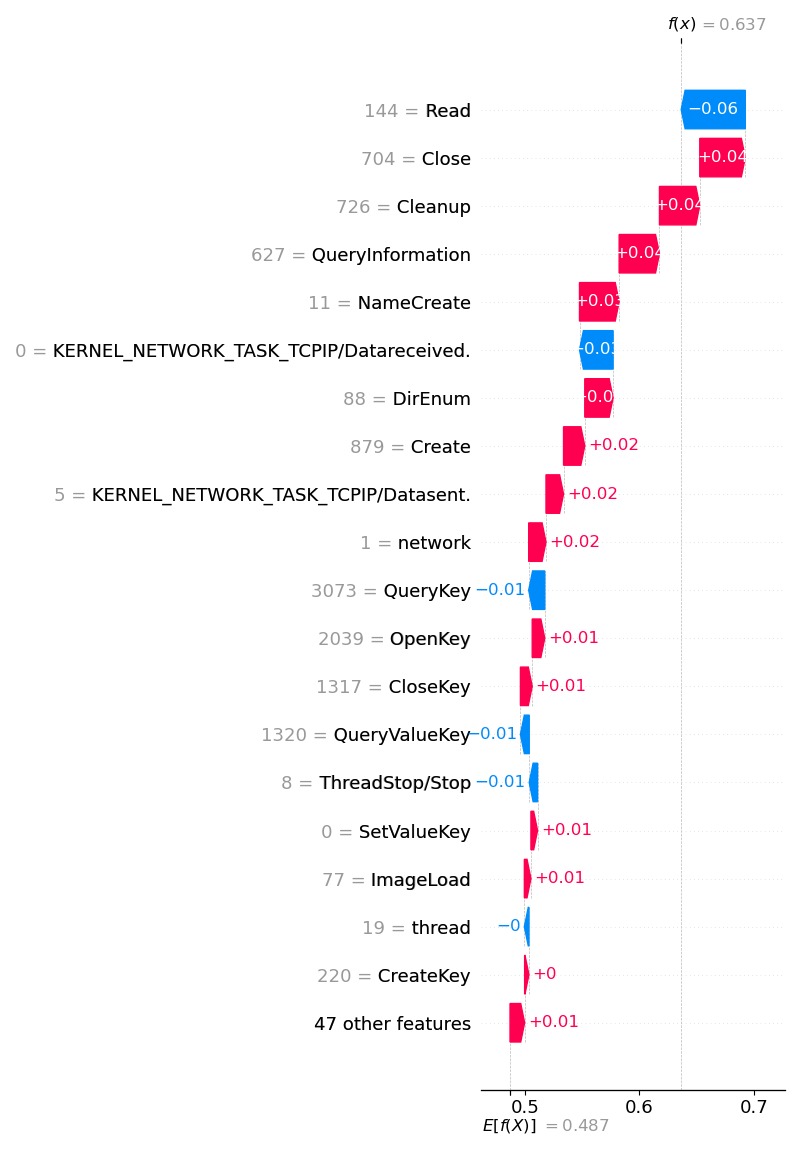 f(x) = 0.637
144 = Read
−0.06
704 = Close
+0.04
726 = Cleanup
+0.04
627 = QueryInformation
+0.04
11 = NameCreate
+0.03
0 = KERNEL_NETWORK_TASK_TCPIP/Datareceived.
−0.03
88 = DirEnum
+0.0
879 = Create
+0.02
5 = KERNEL_NETWORK_TASK_TCPIP/Datasent.
+0.02
1 = network
+0.02
3073 = QueryKey
−0.01
2039 = OpenKey
+0.01
1317 = CloseKey
+0.01
1320 = QueryValueKey
−0.01
8 = ThreadStop/Stop
−0.01
0 = SetValueKey
+0.01
77 = ImageLoad
+0.01
19 = thread
−0
220 = CreateKey
+0
47 other features
+0.01
0.5 0.6 0.7
E[f(X)] = 0.487